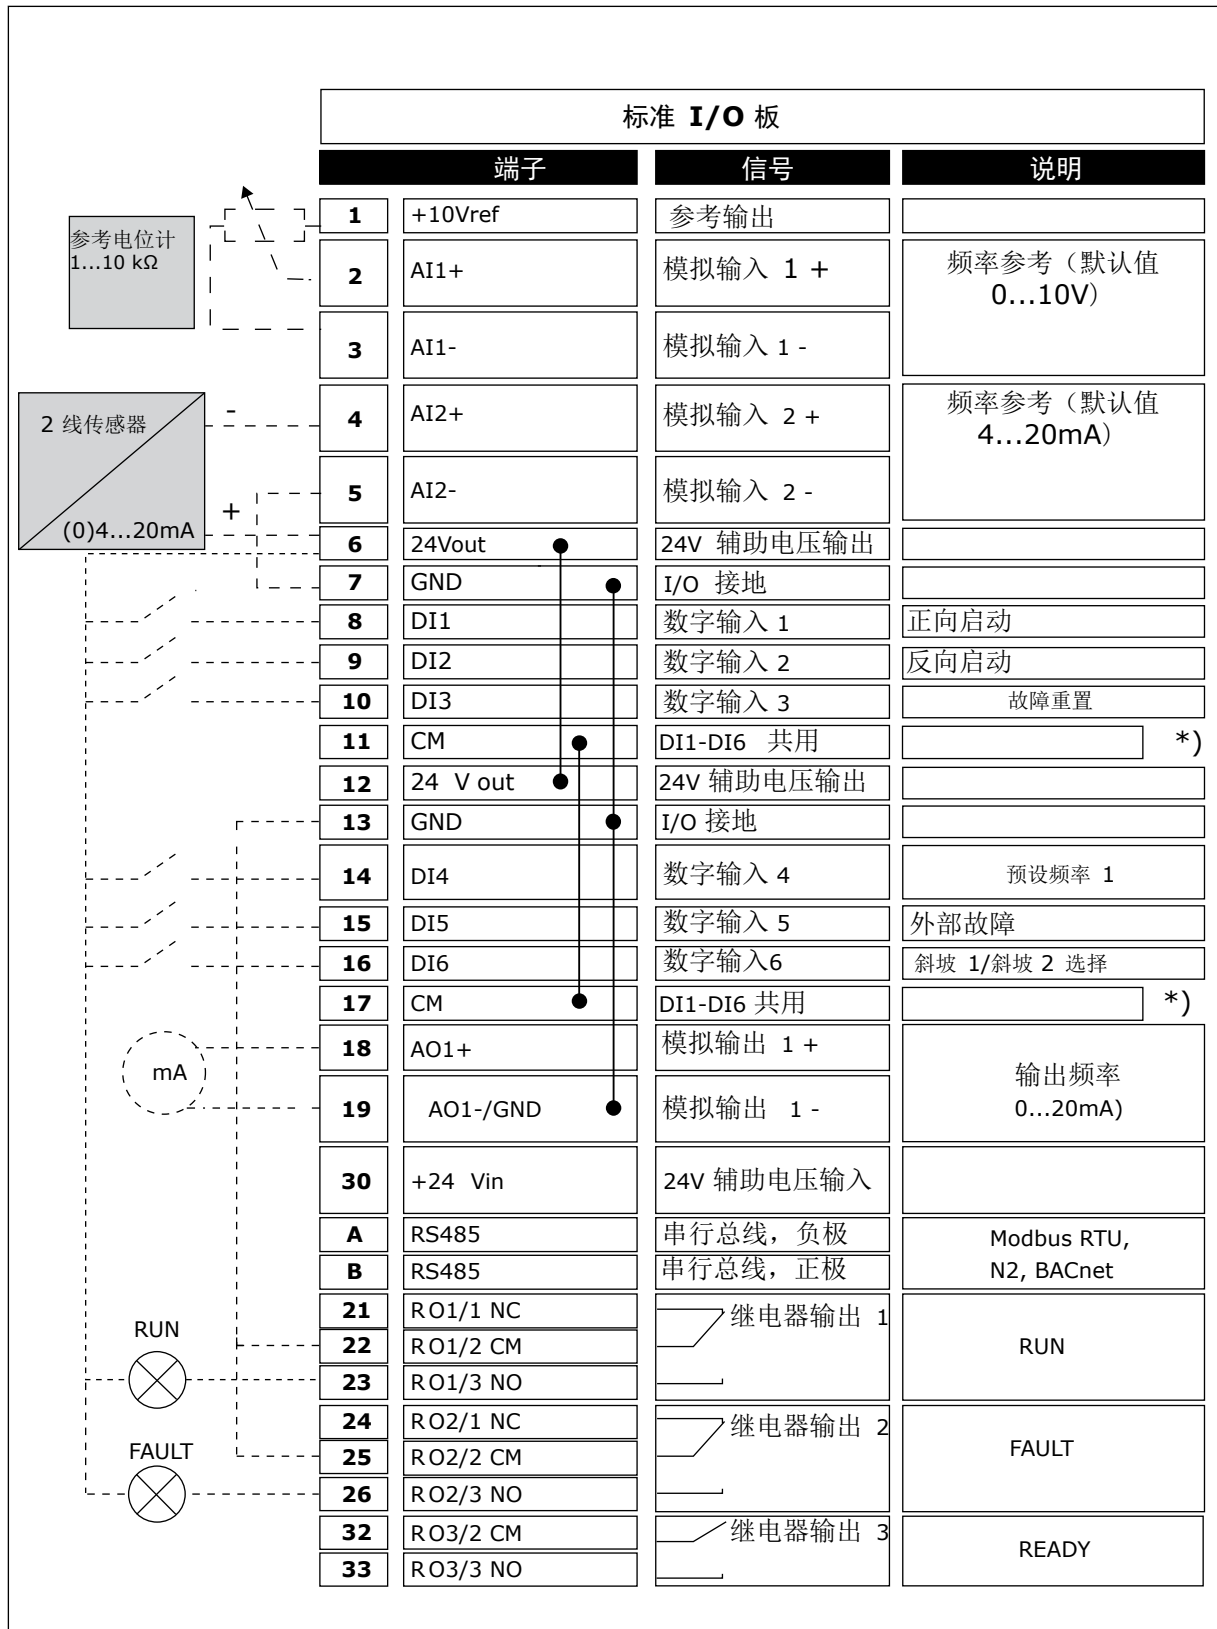 标准 I/O 板
端子 信号 说明
参考电位计
1...10 kΩ
1 +10Vref 参考输出
2 AI1+ 模拟输入 1 + 频率参考（默认值
0...10V）
3 AI1- 模拟输入 1 -
2 线传感器
(0)4...20mA
-
+
4 AI2+ 模拟输入 2 + 频率参考（默认值
4...20mA）
5 AI2- 模拟输入 2 -
6 24Vout 24V 辅助电压输出
7 GND I/O 接地
8 DI1 数字输入 1 正向启动
9 DI2 数字输入 2 反向启动
10 DI3 数字输入 3 故障重置
11 CM DI1-DI6 共用 *)
12 24 V out 24V 辅助电压输出
13 GND I/O 接地
14 DI4 数字输入 4 预设频率 1
15 DI5 数字输入 5 外部故障
16 DI6 数字输入6 斜坡 1/斜坡 2 选择
17 CM DI1-DI6 共用 *)
mA
18 AO1+ 模拟输出 1 + 输出频率
0...20mA)
19 AO1-/GND 模拟输出 1 -
30 +24 Vin 24V 辅助电压输入
A RS485 串行总线，负极 Modbus RTU,
B RS485 串行总线，正极 N2, BACnet
21 RO1/1 NC 继电器输出 1
RUN
22 RO1/2 CM RUN
23 RO1/3 NO
24 RO2/1 NC 继电器输出 2
FAULT
25 RO2/2 CM FAULT
26 RO2/3 NO
32 RO3/2 CM 继电器输出 3 READY
33 RO3/3 NO